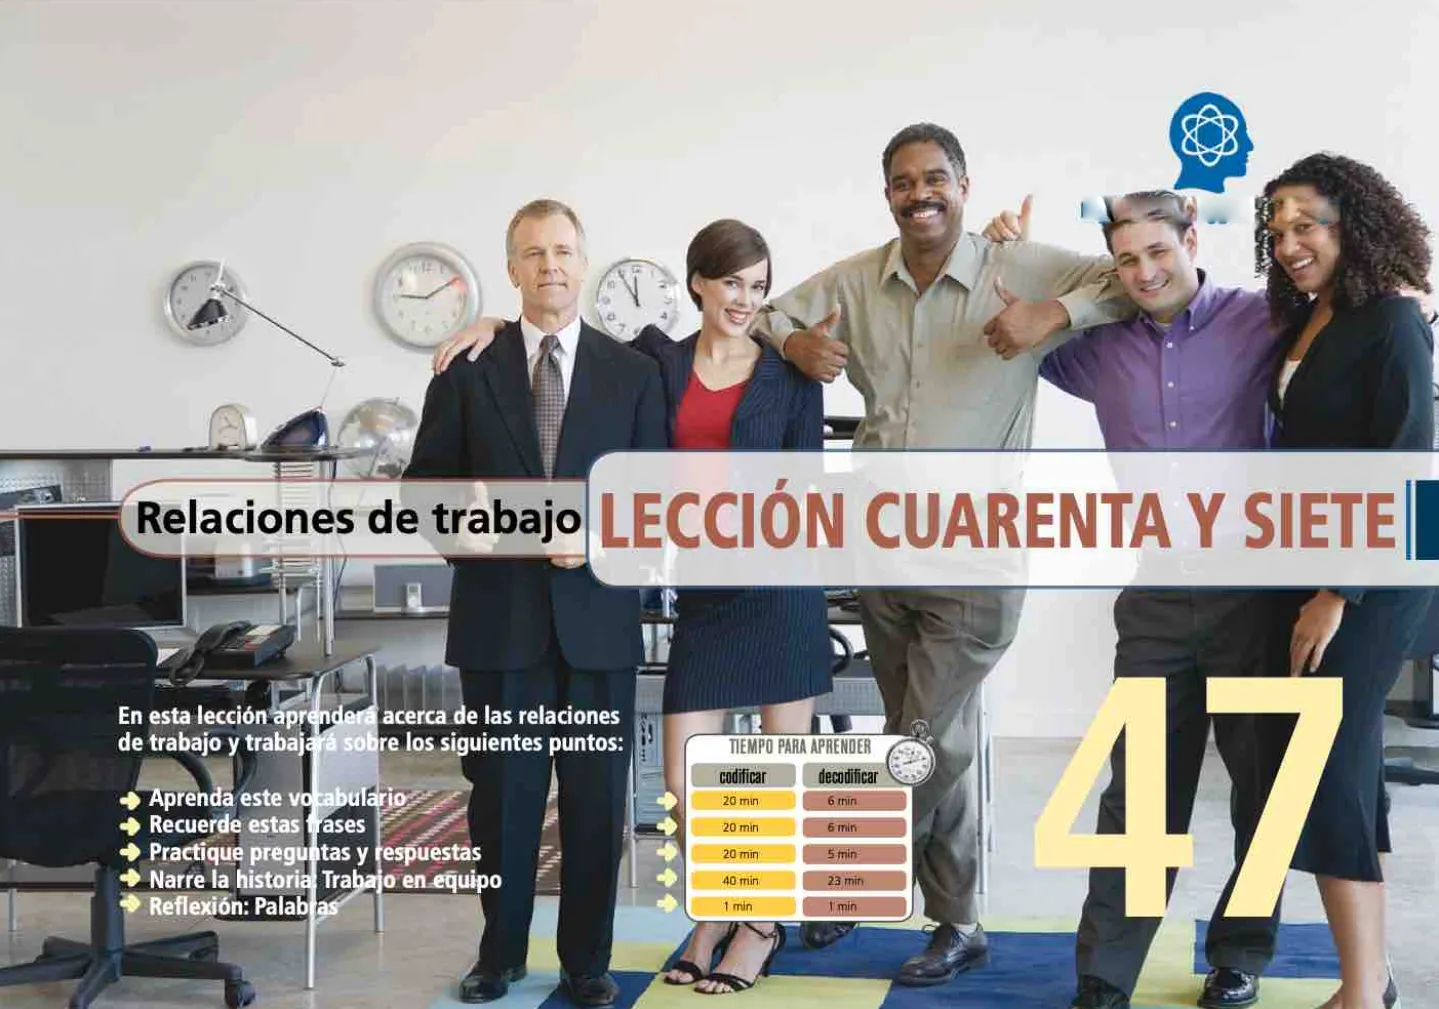 Relaciones de trabajo
LECCIÓN CUARENTA Y SIETE
47
En esta lección aprenderá acerca de las relaciones
de trabajo y trabajará sobre los siguientes puntos:
Aprenda este vocabulario
Recuerde estas frases
Practique preguntas y respuestas
Narre la historia: Trabajo en equipo
Reflexión: Palabras
TIEMPO PARA APRENDER
codificar decodificar
20 min 6 min
20 min 6 min
20 min 5 min
40 min 23 min
1 min 1 min